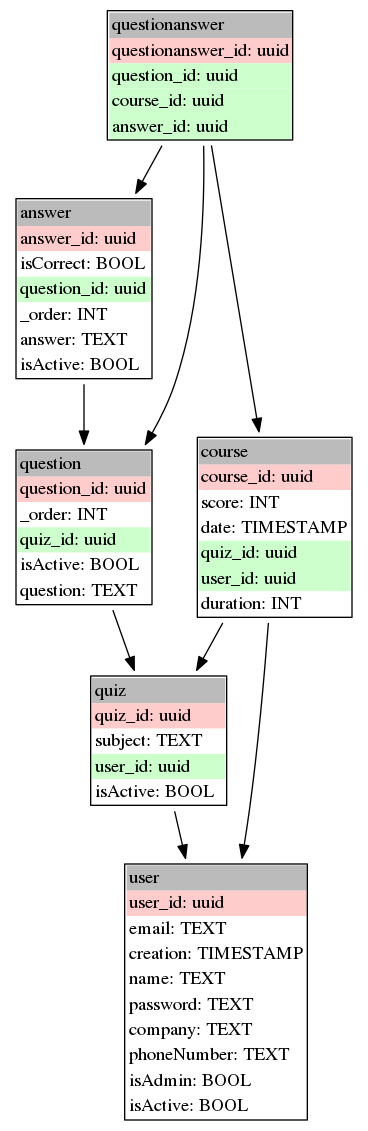 questionanswer
questionanswer_id: uuid
question_id: uuid
course_id: uuid
answer_id: uuid
answer
answer_id: uuid
isCorrect: BOOL
question_id: uuid
_order: INT
answer: TEXT
isActive: BOOL
question
question_id: uuid
_order: INT
quiz_id: uuid
isActive: BOOL
question: TEXT
course
course_id: uuid
score: INT
date: TIMESTAMP
quiz_id: uuid
user_id: uuid
duration: INT
quiz
quiz_id: uuid
subject: TEXT
user_id: uuid
isActive: BOOL
user
user_id: uuid
email: TEXT
creation: TIMESTAMP
name: TEXT
password: TEXT
company: TEXT
phoneNumber: TEXT
isAdmin: BOOL
isActive: BOOL